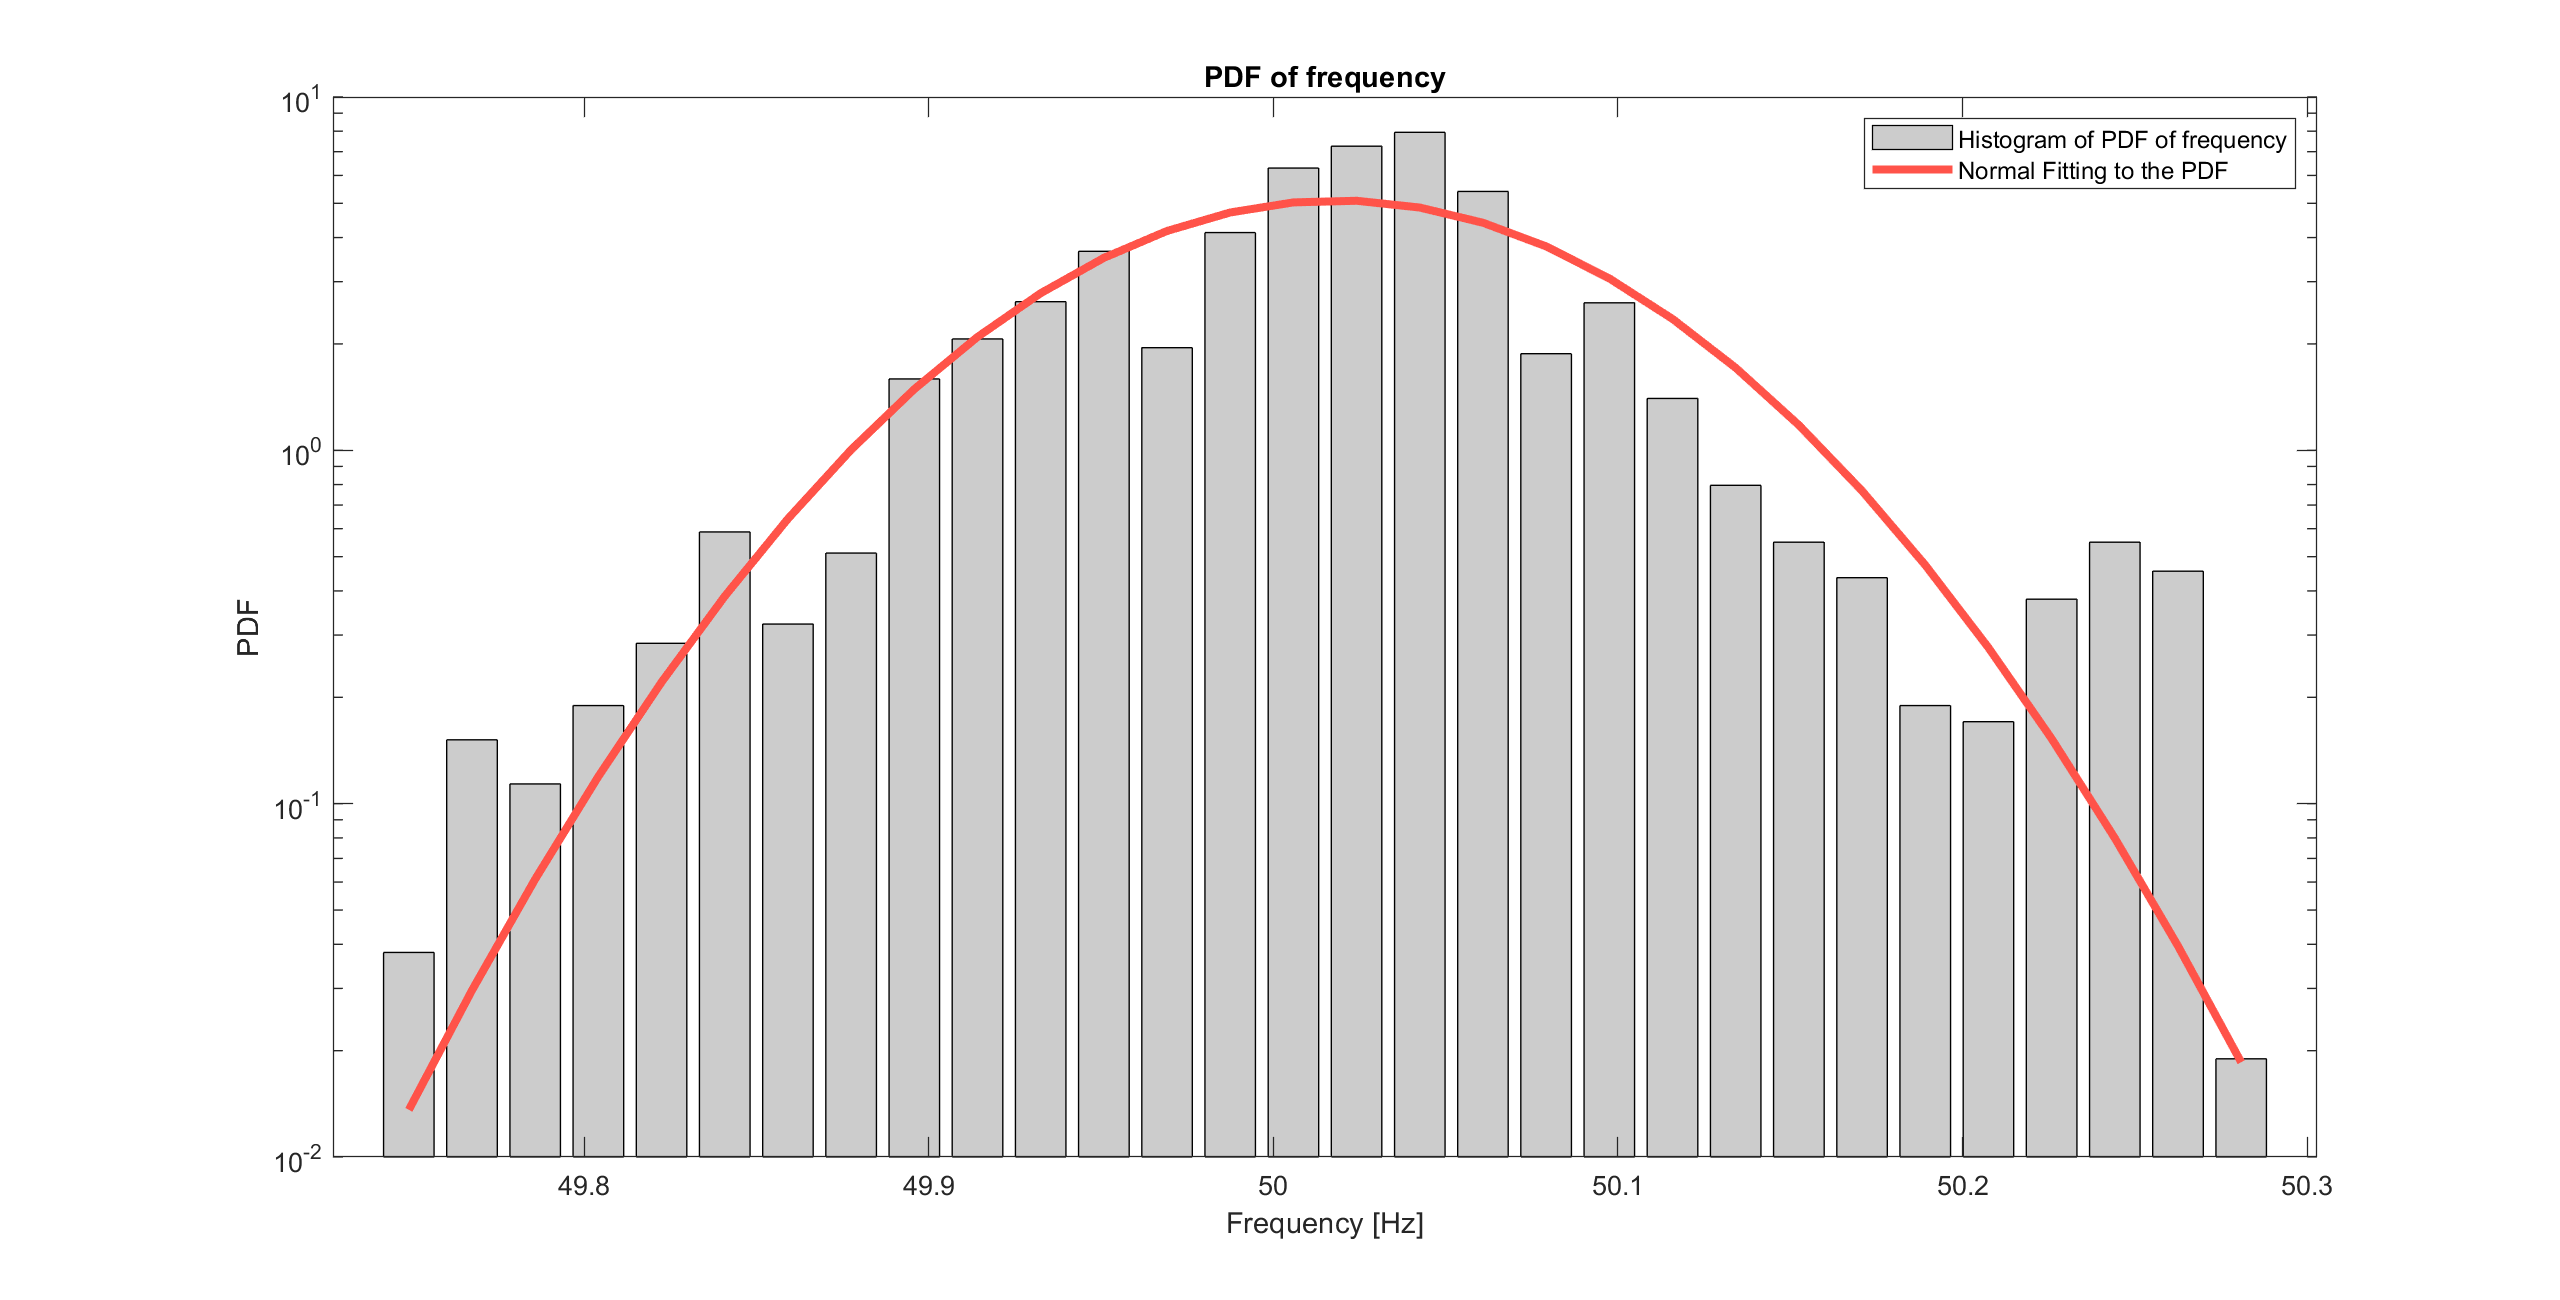 PDF of frequency
Histogram of PDF of frequency
Normal Fitting to the PDF
10^1
10^0
10^-1
10^-2
PDF
49.8 49.9 50 50.1 50.2 50.3
Frequency [Hz]